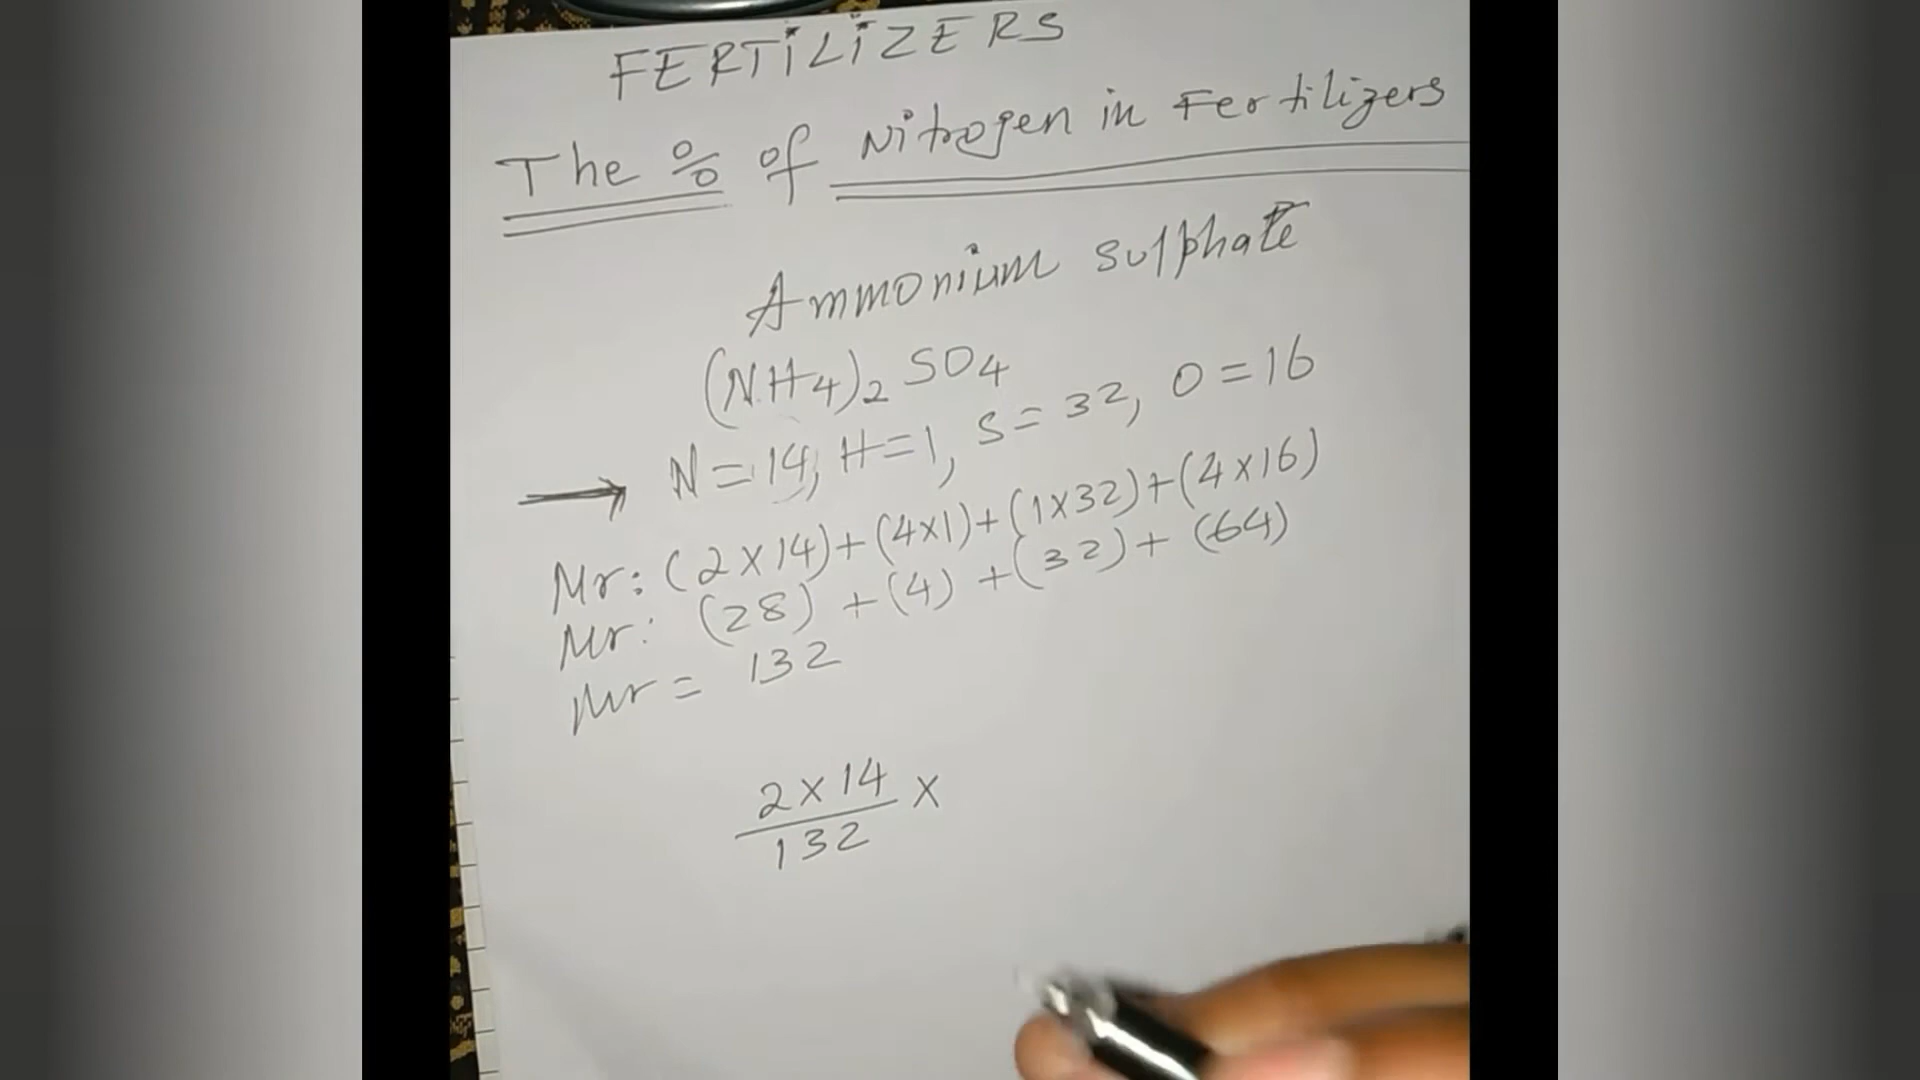 FERTILIZERS
The % of Nitrogen in Fertilizers
Ammonium sulphate
(NH4)2 SO4
→ N=14, H=1, S=32, O=16
Mr: (2×14)+(4×1)+(1×32)+(4×16)
Mr: (28)+(4)+(32)+(64)
Mr = 132
2×14/132 ×